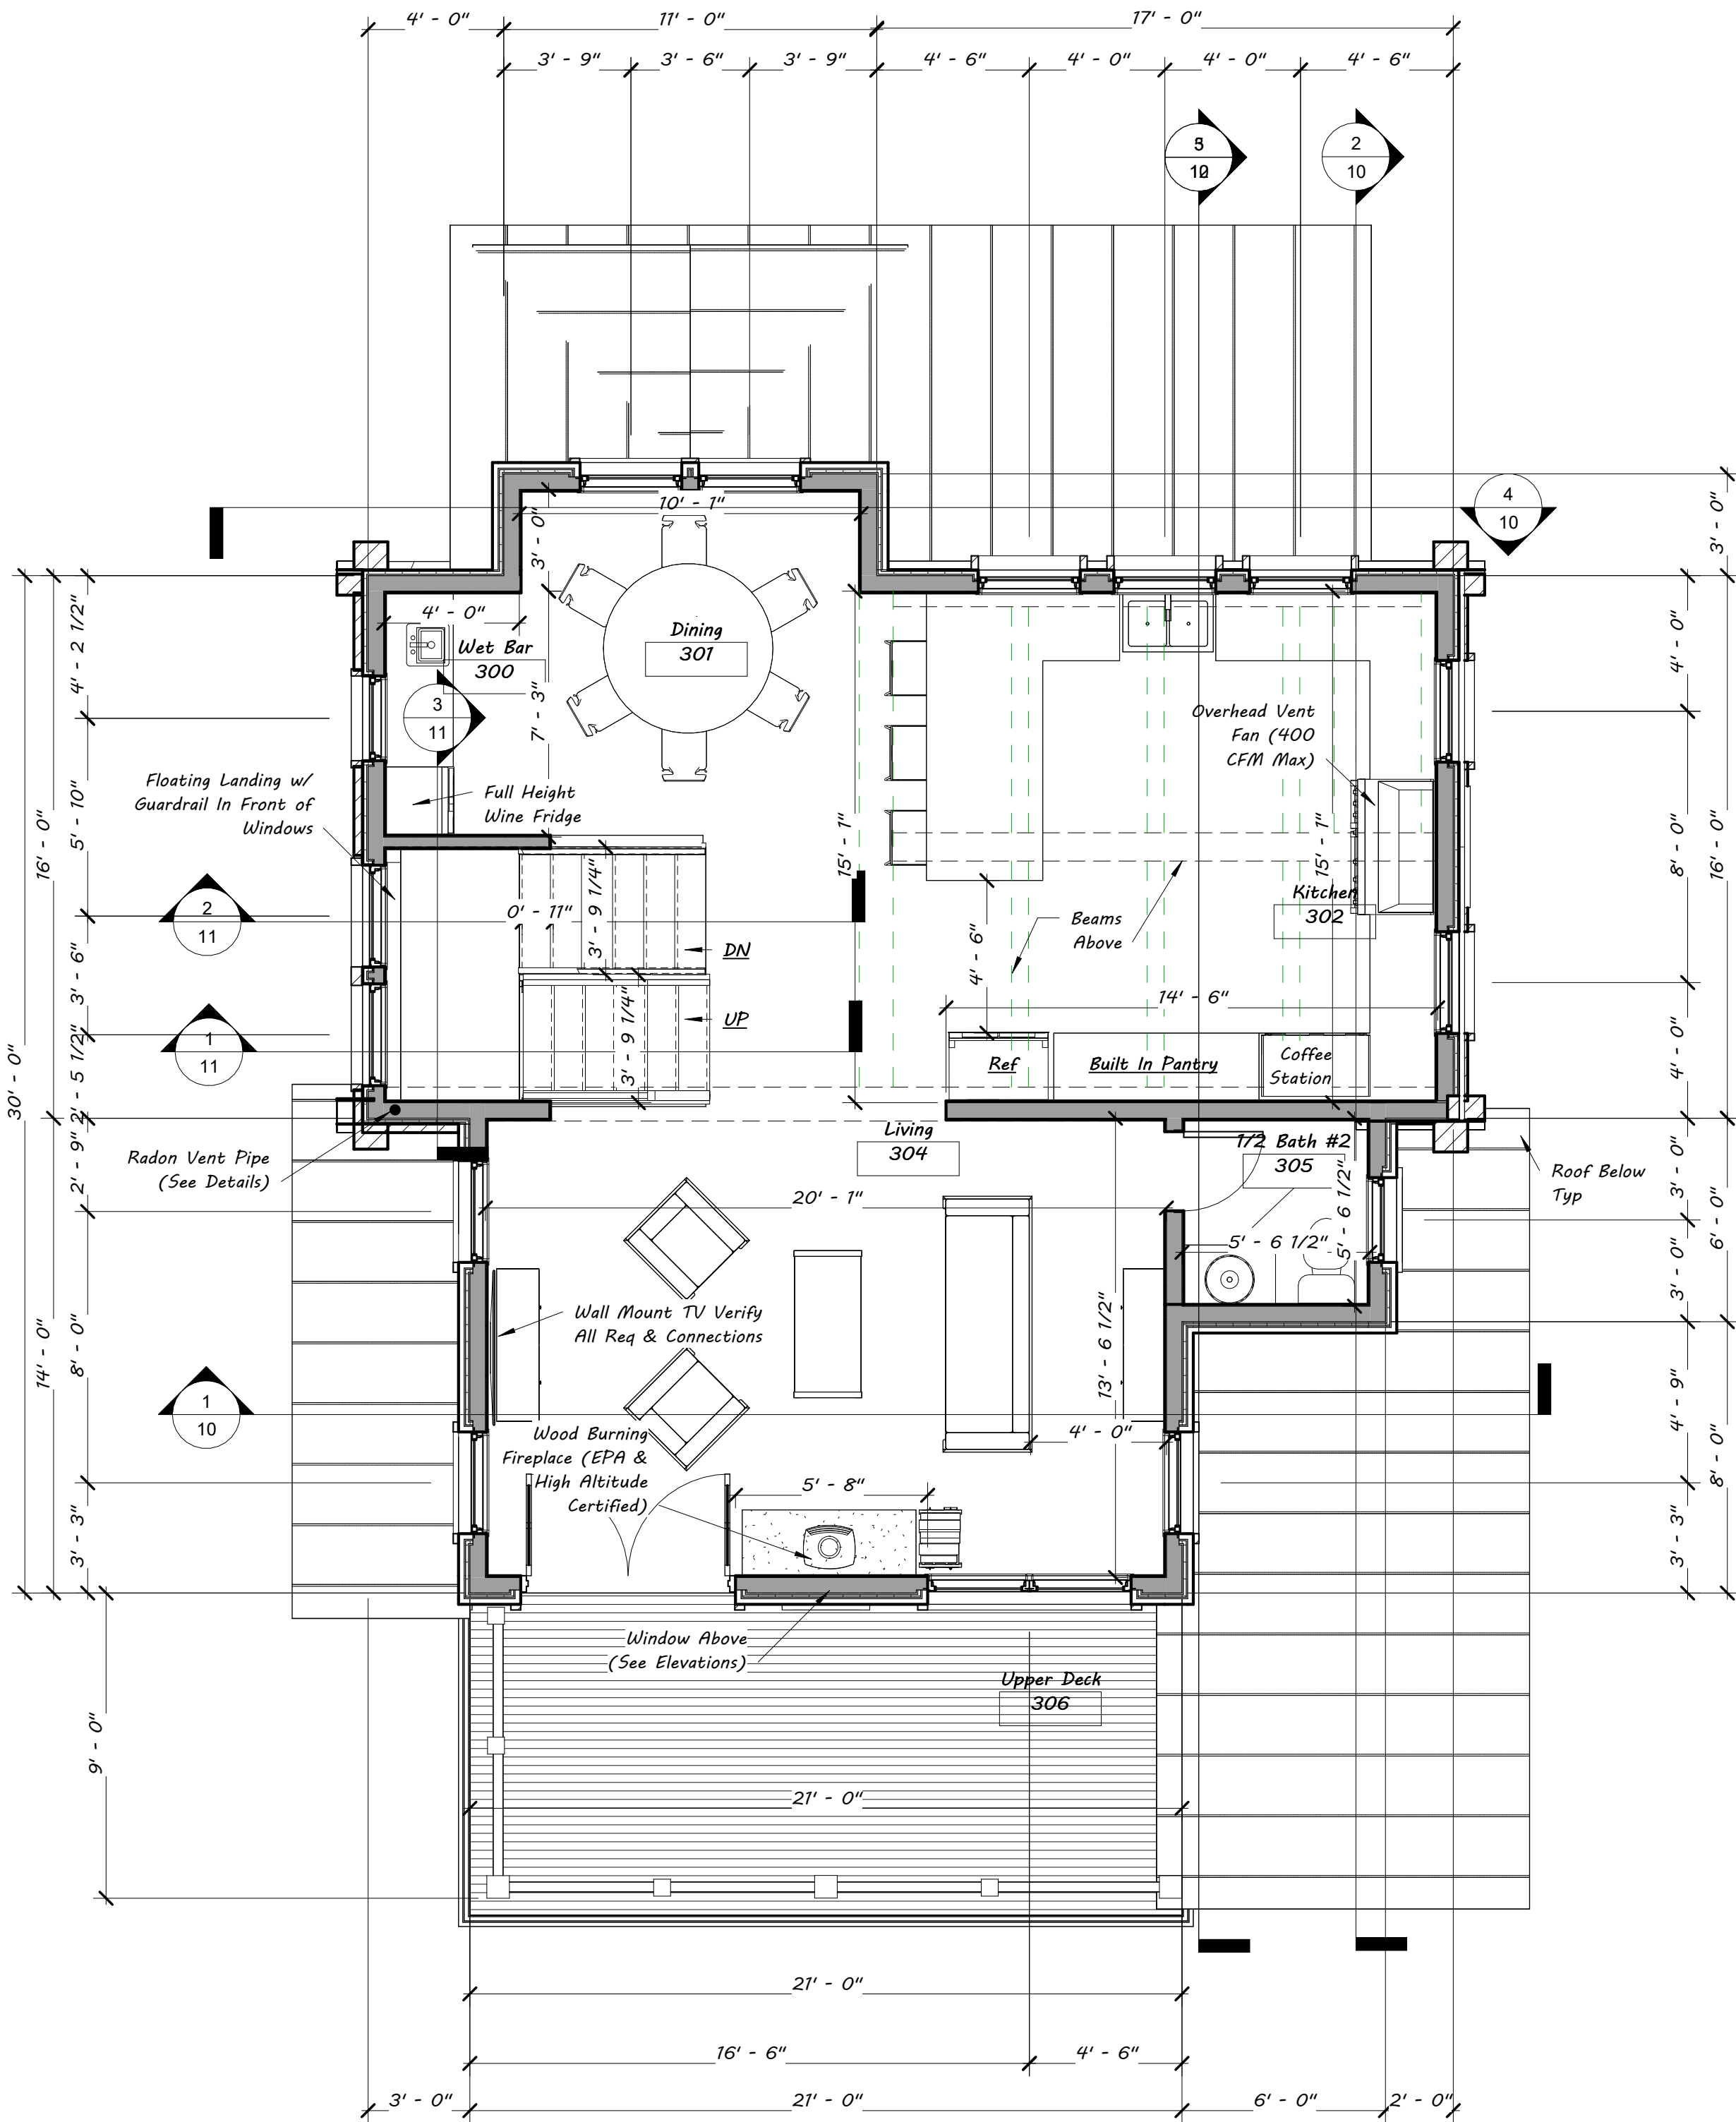 4' - 0"
11' - 0"
17' - 0"
3' - 9"
3' - 6"
3' - 9"
4' - 6"
4' - 0"
4' - 0"
4' - 6"
2
10
4
10
10' - 1"
3' - 0"
3' - 0"
4' - 0"
Wet Bar
300
Dining
301
7' - 3"
3
11
Overhead Vent
Fan (400
CFM Max)
Floating Landing w/
Guardrail In Front of
Windows
Full Height
Wine Fridge
4' - 2 1/2"
5' - 10"
3' - 6"
2' - 5 1/2"
2' - 9"
8' - 0"
3' - 3"
16' - 0"
14' - 0"
30' - 0"
15' - 1"
15' - 1"
Kitchen
302
4' - 0"
8' - 0"
4' - 0"
16' - 0"
2
11
0' - 11"
3' - 9 1/4"
DN
Beams
Above
4' - 6"
1
11
3' - 9 1/4"
UP
14' - 6"
Ref
Built In Pantry
Coffee
Station
Radon Vent Pipe
(See Details)
Living
304
1/2 Bath #2
305
Roof Below
Typ
20' - 1"
5' - 6 1/2"
5' - 6 1/2"
3' - 0"
3' - 0"
6' - 0"
Wall Mount TV Verify
All Req & Connections
13' - 6 1/2"
1
10
Wood Burning
Fireplace (EPA &
High Altitude
Certified)
4' - 0"
5' - 8"
4' - 9"
3' - 3"
8' - 0"
Window Above
(See Elevations)
Upper Deck
306
9' - 0"
21' - 0"
21' - 0"
16' - 6"
4' - 6"
3' - 0"
21' - 0"
6' - 0"
2' - 0"